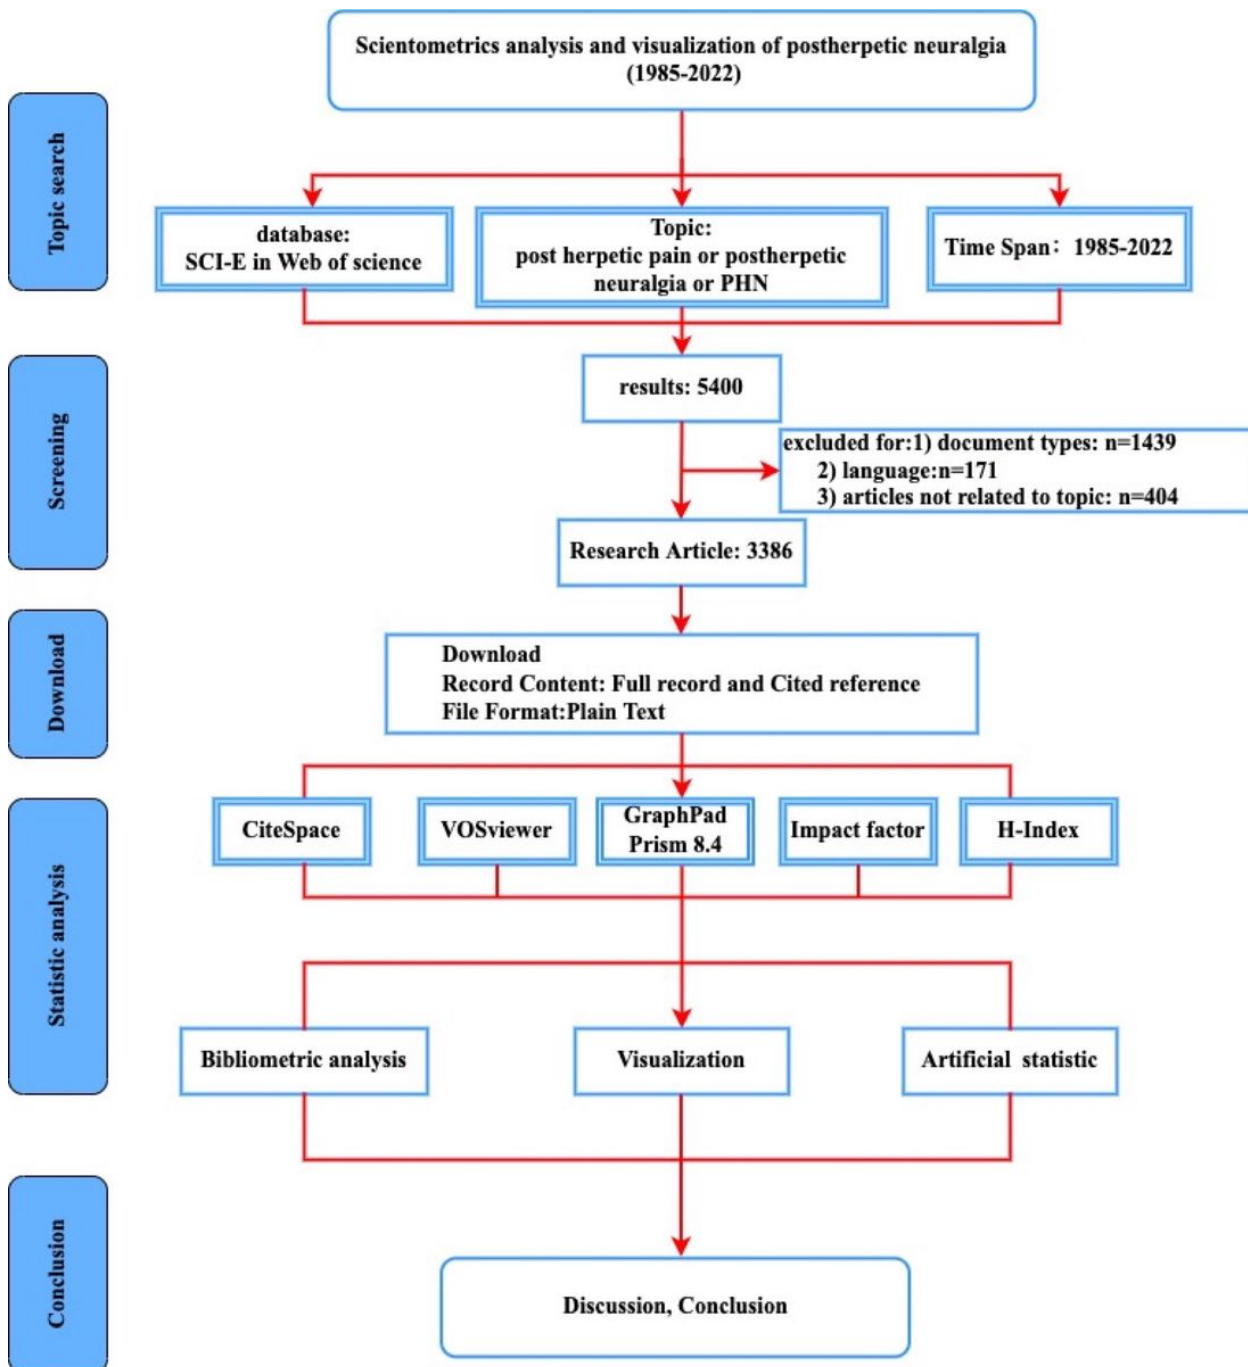 Scientometrics analysis and visualization of postherpetic neuralgia
(1985-2022)
Topic search
database:
SCI-E in Web of science
Topic:
post herpetic pain or postherpetic
neuralgia or PHN
Time Span：1985-2022
Screening
results: 5400
excluded for:1) document types: n=1439
2) language:n=171
3) articles not related to topic: n=404
Research Article: 3386
Download
Download
Record Content: Full record and Cited reference
File Format:Plain Text
Statistic analysis
CiteSpace
VOSviewer
GraphPad
Prism 8.4
Impact factor
H-Index
Bibliometric analysis
Visualization
Artificial statistic
Conclusion
Discussion, Conclusion